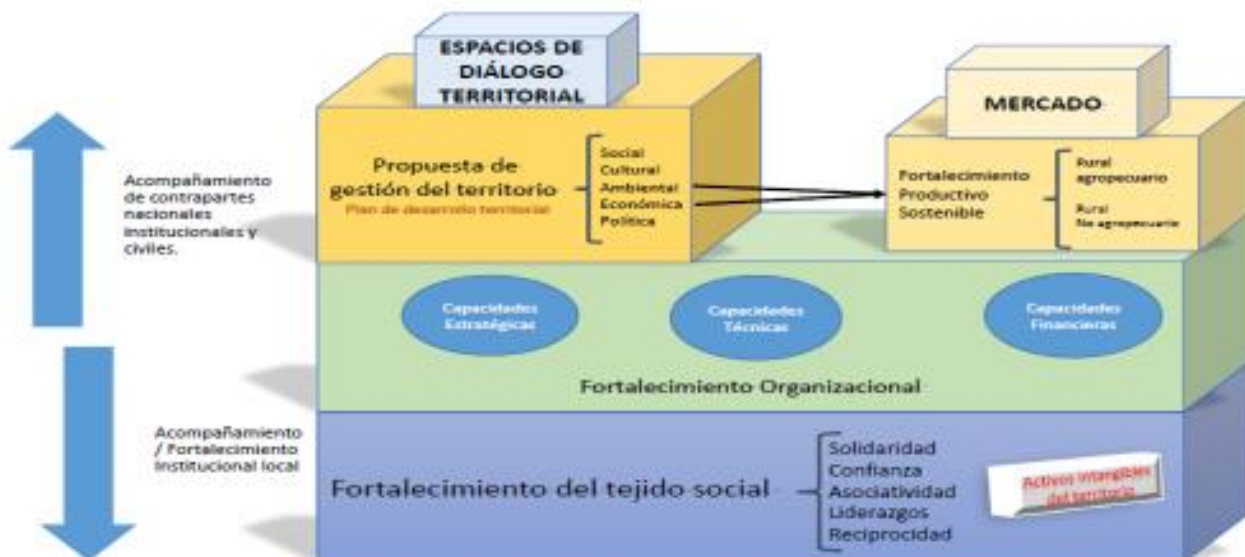 ESPACIOS DE
DIÁLOGO
TERRITORIAL
MERCADO
Propuesta de
gestión del territorio
Plan de desarrollo territorial
Social
Cultural
Ambiental
Económica
Política
Fortalecimiento
Productivo
Sostenible
Rural
agropecuario
Rural
No agropecuario
Acompañamiento
de contrapartes
nacionales
institucionales y
civiles.
Capacidades
Estratégicas
Capacidades
Técnicas
Capacidades
Financieras
Fortalecimiento Organizacional
Acompañamiento
/ Fortalecimiento
Institucional local
Fortalecimiento del tejido social
Solidaridad
Confianza
Asociatividad
Liderazgos
Reciprocidad
Activos intangibles
del territorio